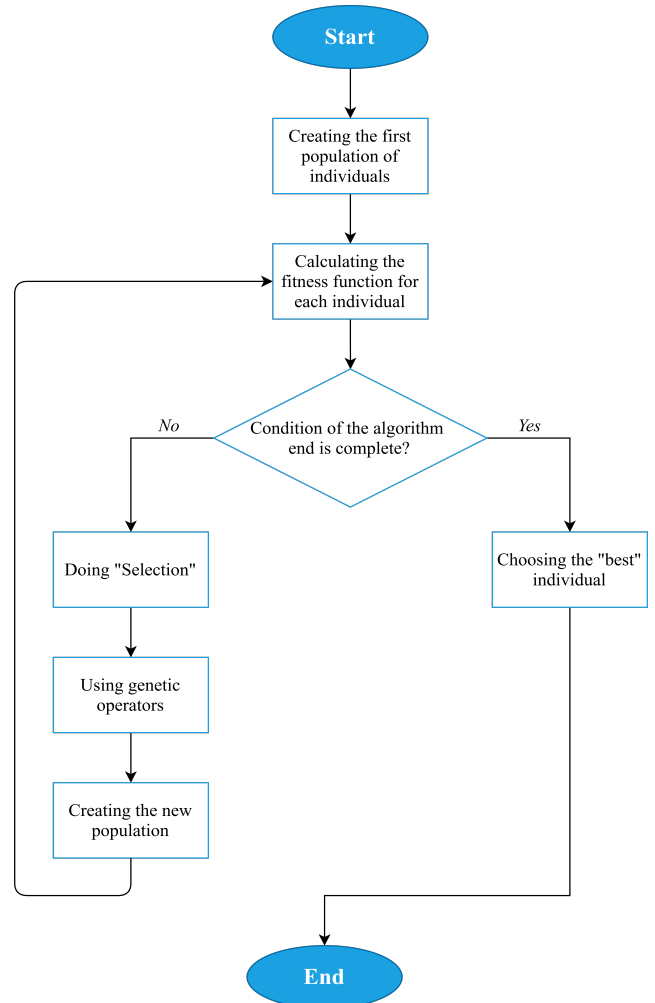 Start
Creating the first
population of
individuals
Calculating the
fitness function for
each individual
Condition of the algorithm
end is complete?
No
Yes
Doing "Selection"
Choosing the "best"
individual
Using genetic
operators
Creating the new
population
End